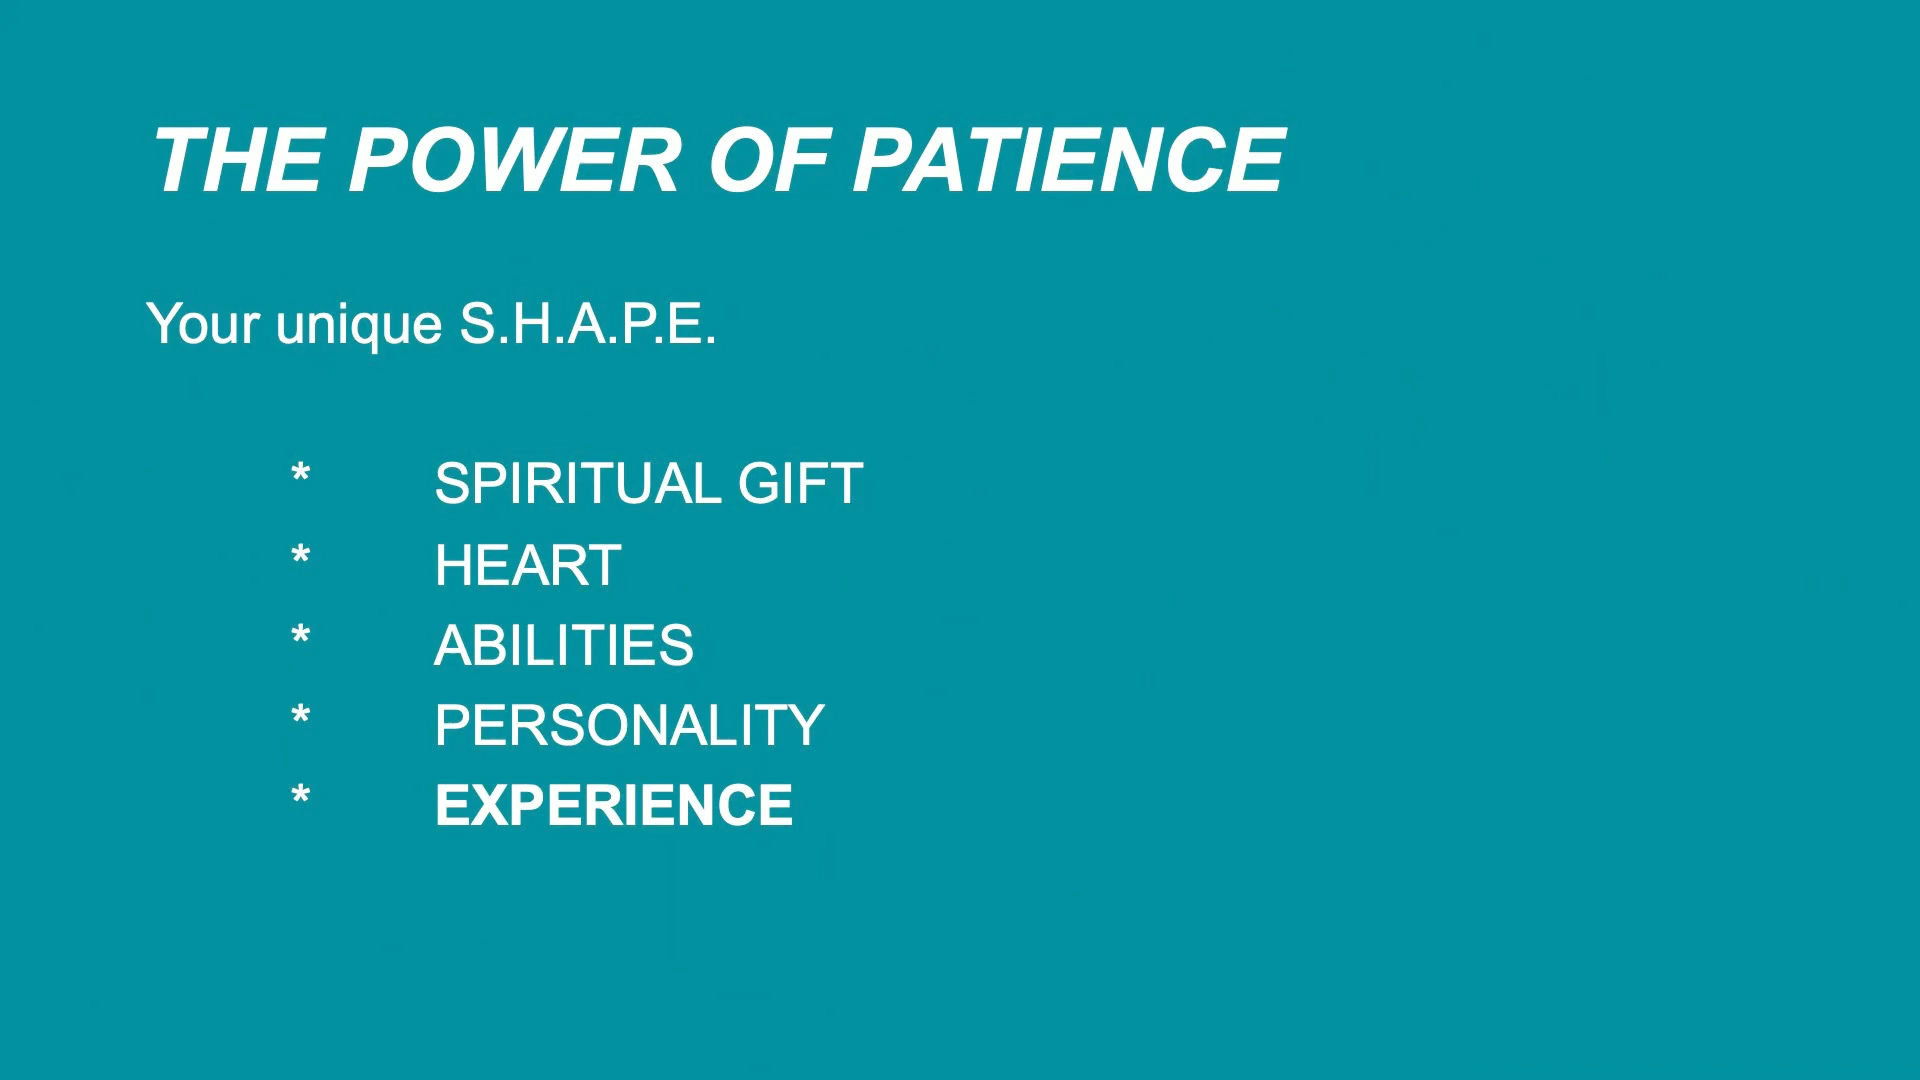 THE POWER OF PATIENCE
Your unique S.H.A.P.E.
* SPIRITUAL GIFT
* HEART
* ABILITIES
* PERSONALITY
* EXPERIENCE